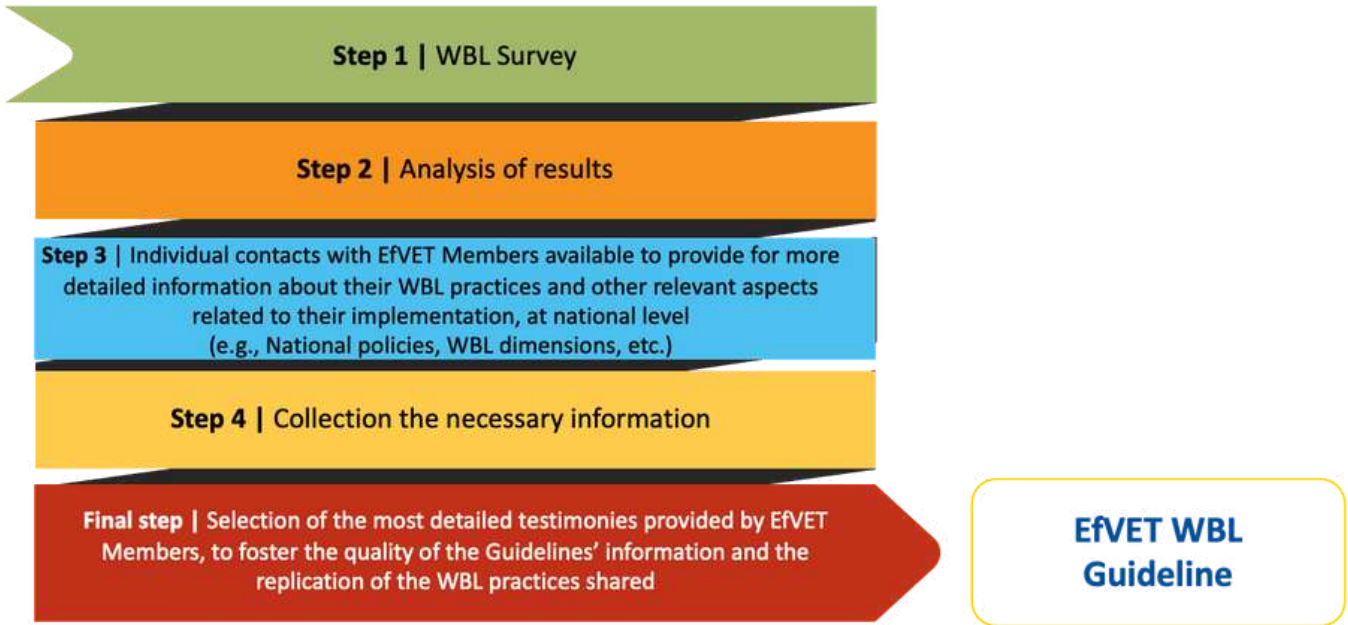 Step 1 | WBL Survey
Step 2 | Analysis of results
Step 3 | Individual contacts with EfVET Members available to provide for more
detailed information about their WBL practices and other relevant aspects
related to their implementation, at national level
(e.g., National policies, WBL dimensions, etc.)
Step 4 | Collection the necessary information
Final step | Selection of the most detailed testimonies provided by EfVET
Members, to foster the quality of the Guidelines’ information and the
replication of the WBL practices shared
EfVET WBL
Guideline